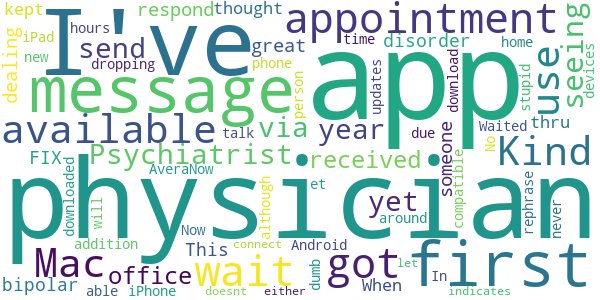 kept respond thought
iPad hours I've appointment
new send great
dealing dropping phone time disorder home
message app use seeing devices
person updates download stupid
available via year talk due someone thru
FIX Psychiatrist received yet Waited No Kind
downloaded AveraNow et around compatible rephrase never
physician
will although Now
addition This connect Android let In
Mac office wait got When first
bipolar able iPhone doesnt dumb either indicates